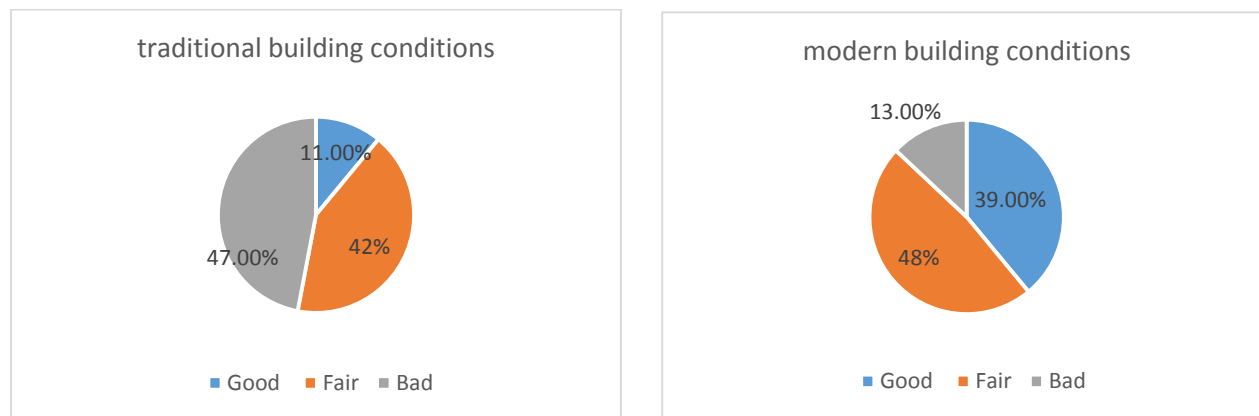 traditional building conditions
11.00%
42%
47.00%
Good Fair Bad
modern building conditions
13.00%
39.00%
48%
Good Fair Bad